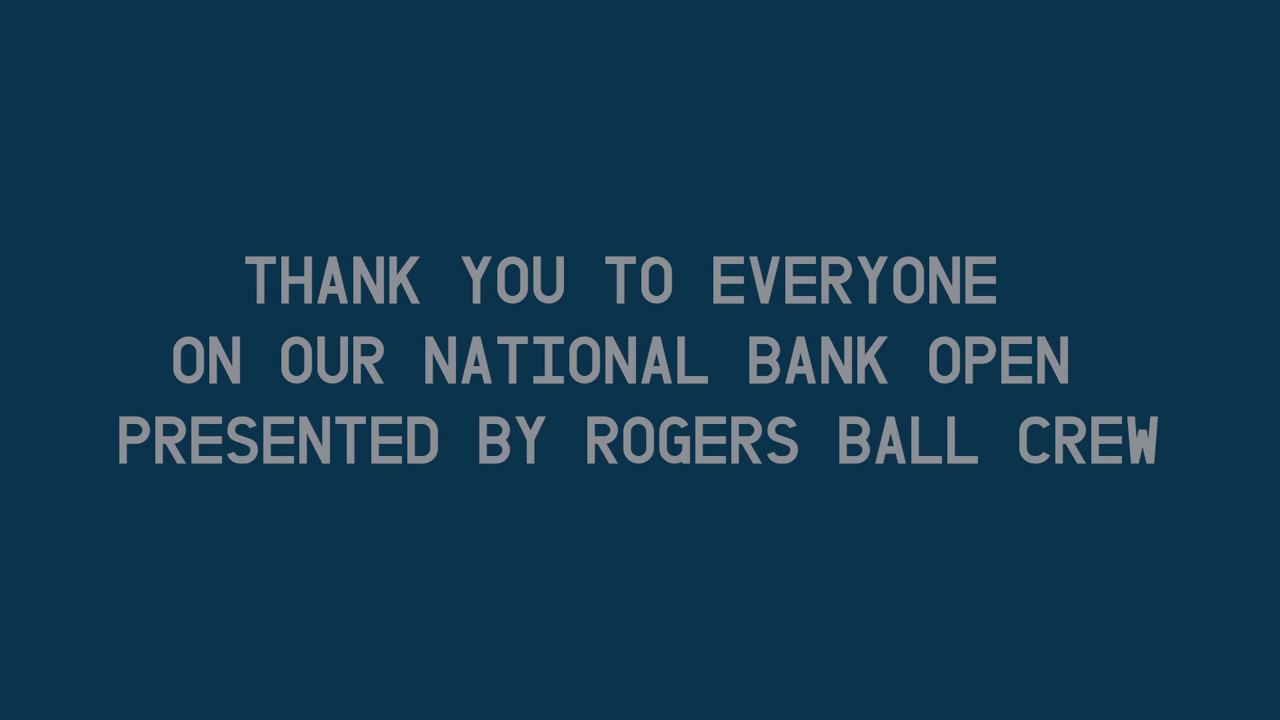 THANK YOU TO EVERYONE
ON OUR NATIONAL BANK OPEN
PRESENTED BY ROGERS BALL CREW